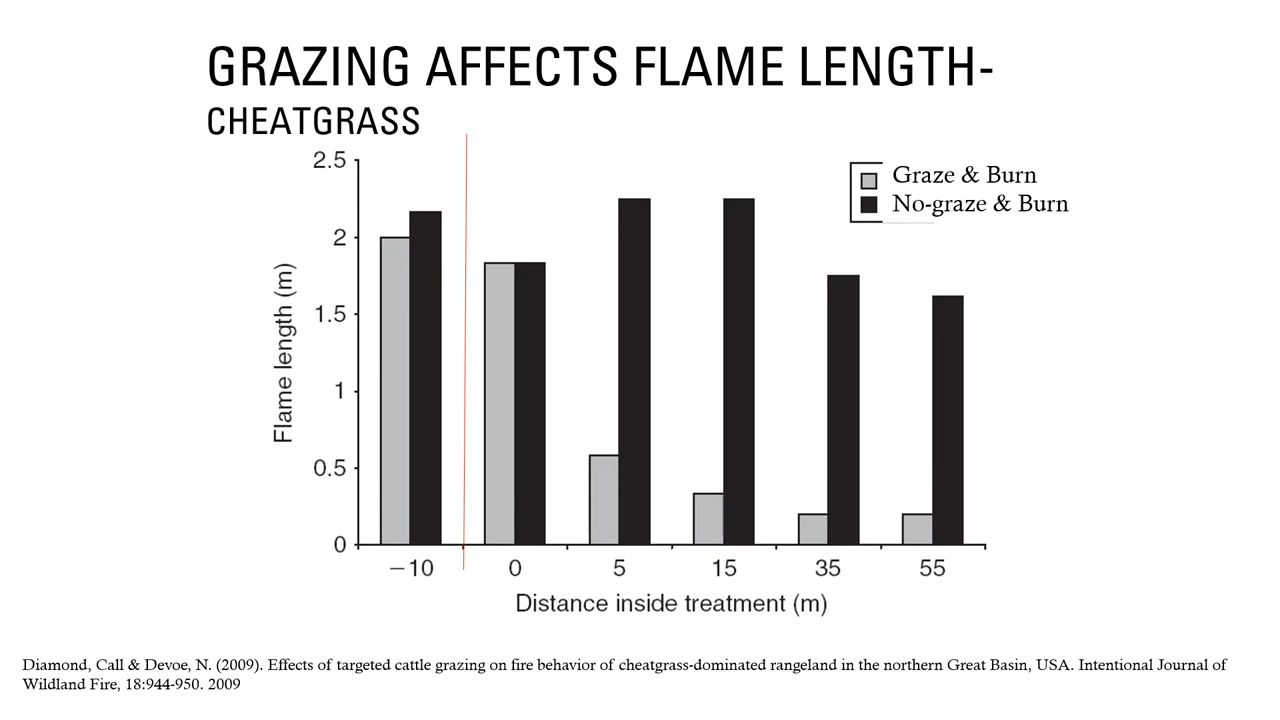 GRAZING AFFECTS FLAME LENGTH-
CHEATGRASS
Graze & Burn
No-graze & Burn
Flame length (m)
2.5
2
1.5
1
0.5
0
−10 0 5 15 35 55
Distance inside treatment (m)
Diamond, Call & Devoe, N. (2009). Effects of targeted cattle grazing on fire behavior of cheatgrass-dominated rangeland in the northern Great Basin, USA. Intentional Journal of
Wildland Fire, 18:944-950. 2009